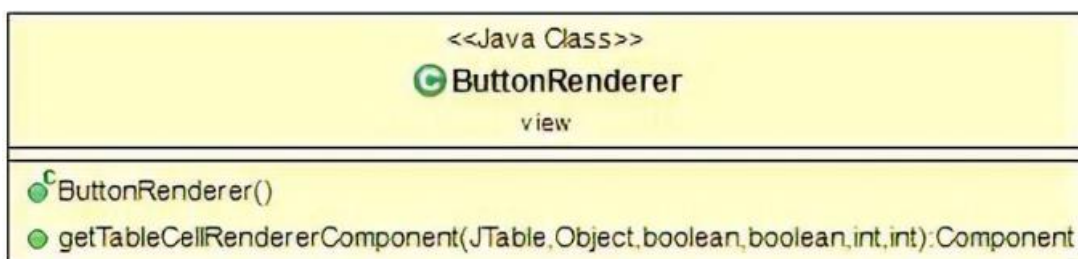 <<Java Class>>
ButtonRenderer
view
ButtonRenderer()
getTableCellRendererComponent(JTable,Object,boolean,boolean,int,int):Component